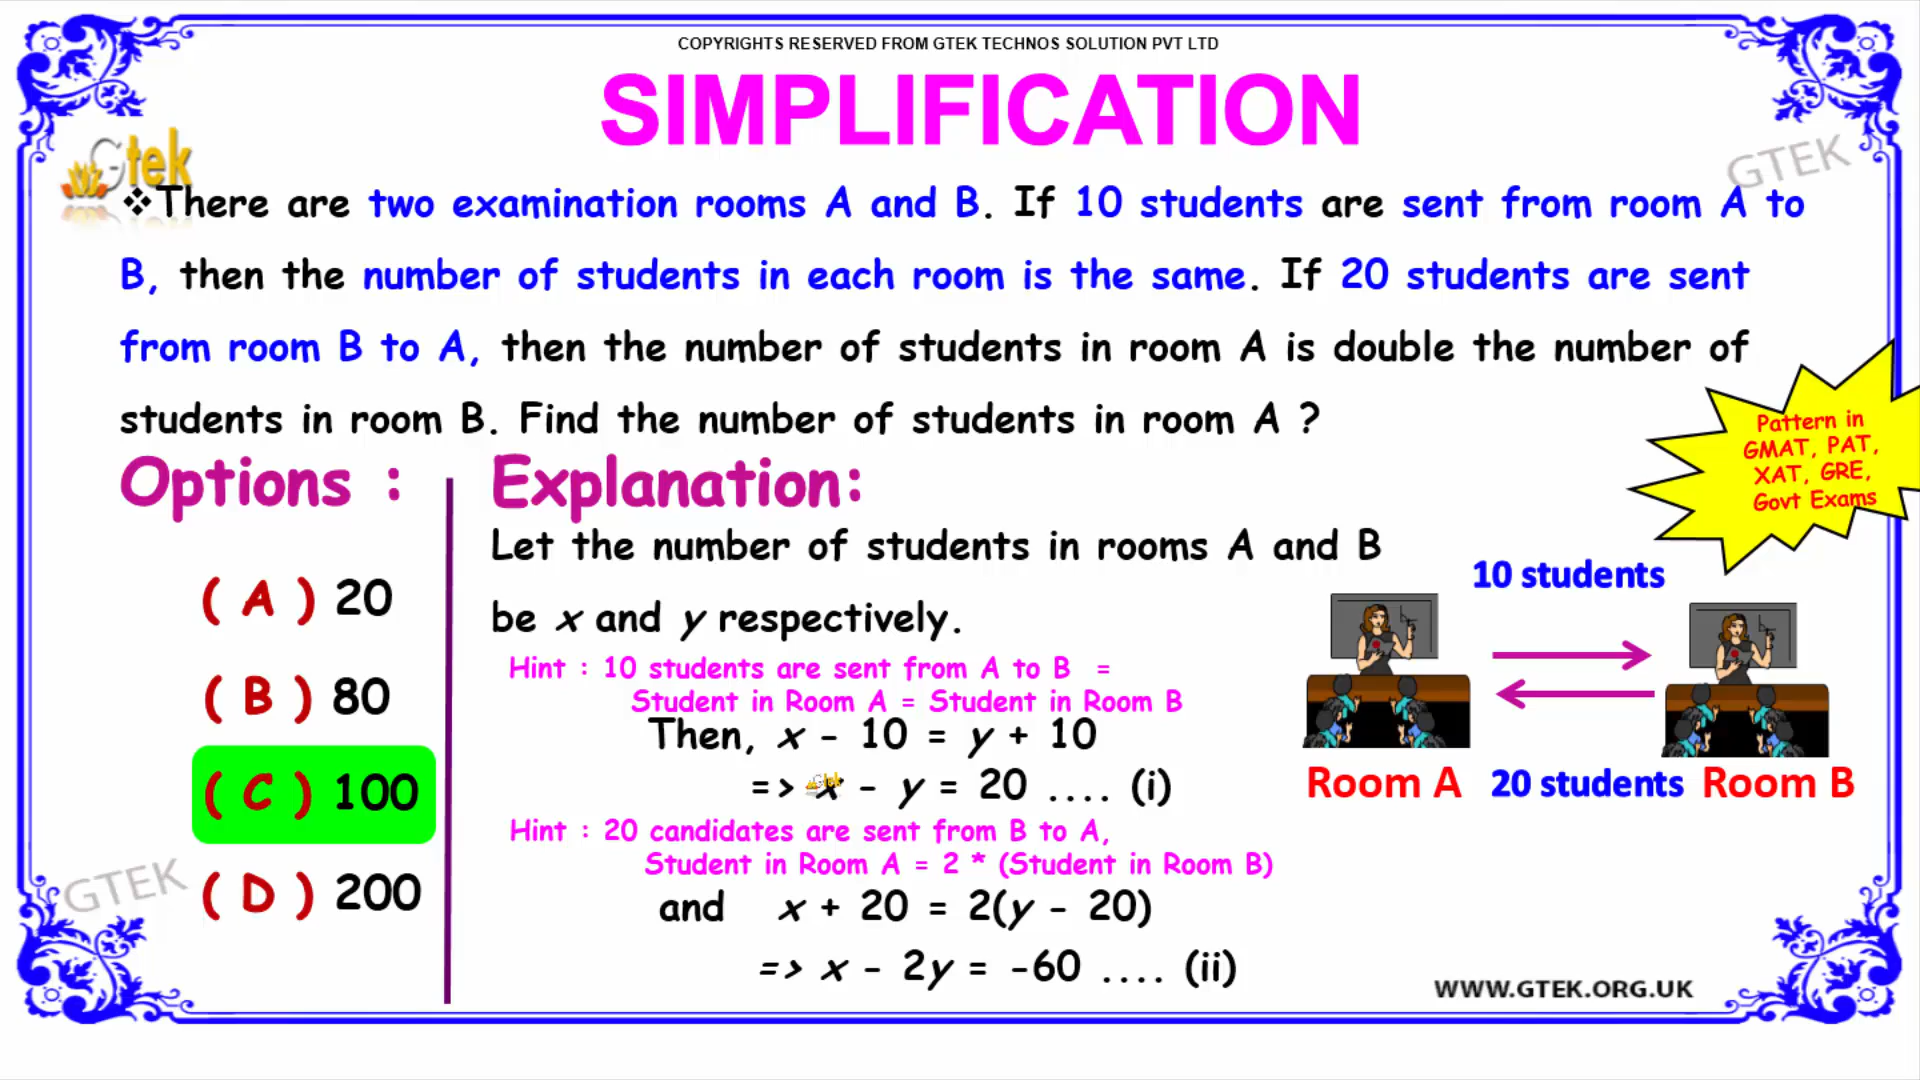 COPYRIGHTS RESERVED FROM GTEK TECHNOS SOLUTION PVT LTD
SIMPLIFICATION
Gtek
GTEK
❖There are two examination rooms A and B. If 10 students are sent from room A to
B, then the number of students in each room is the same. If 20 students are sent
from room B to A, then the number of students in room A is double the number of
students in room B. Find the number of students in room A ?
Pattern in
GMAT, PAT,
XAT, GRE,
Govt Exams
Options :
( A ) 20
( B ) 80
( C ) 100
( D ) 200
GTEK
Explanation:
Let the number of students in rooms A and B
be x and y respectively.
Hint : 10 students are sent from A to B =
Student in Room A = Student in Room B
Then, x - 10 = y + 10
=> x - y = 20 .... (i)
Gtek
Hint : 20 candidates are sent from B to A,
Student in Room A = 2 * (Student in Room B)
and x + 20 = 2(y - 20)
=> x - 2y = -60 .... (ii)
10 students
Room A 20 students Room B
WWW.GTEK.ORG.UK